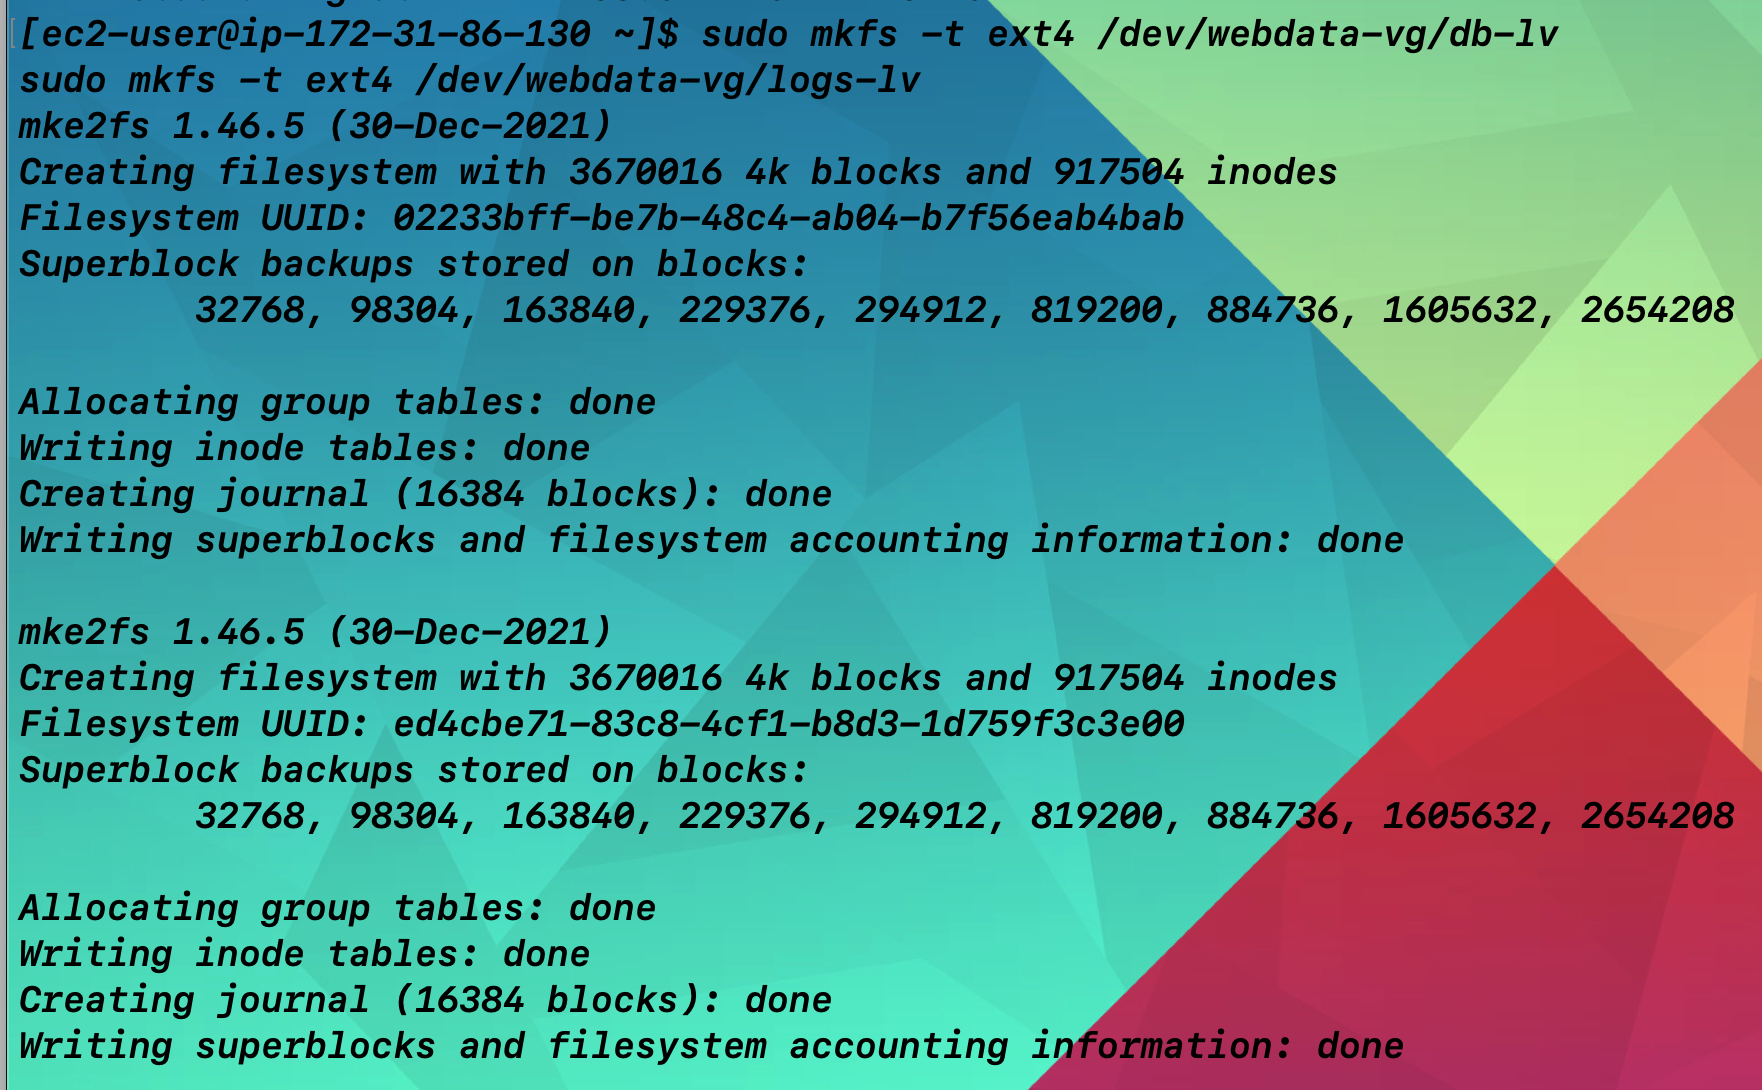 [ec2-user@ip-172-31-86-130 ~]$ sudo mkfs -t ext4 /dev/webdata-vg/db-lv
sudo mkfs -t ext4 /dev/webdata-vg/logs-lv
mke2fs 1.46.5 (30-Dec-2021)
Creating filesystem with 3670016 4k blocks and 917504 inodes
Filesystem UUID: 02233bff-be7b-48c4-ab04-b7f56eab4bab
Superblock backups stored on blocks:
32768, 98304, 163840, 229376, 294912, 819200, 884736, 1605632, 2654208
Allocating group tables: done
Writing inode tables: done
Creating journal (16384 blocks): done
Writing superblocks and filesystem accounting information: done
mke2fs 1.46.5 (30-Dec-2021)
Creating filesystem with 3670016 4k blocks and 917504 inodes
Filesystem UUID: ed4cbe71-83c8-4cf1-b8d3-1d759f3c3e00
Superblock backups stored on blocks:
32768, 98304, 163840, 229376, 294912, 819200, 884736, 1605632, 2654208
Allocating group tables: done
Writing inode tables: done
Creating journal (16384 blocks): done
Writing superblocks and filesystem accounting information: done